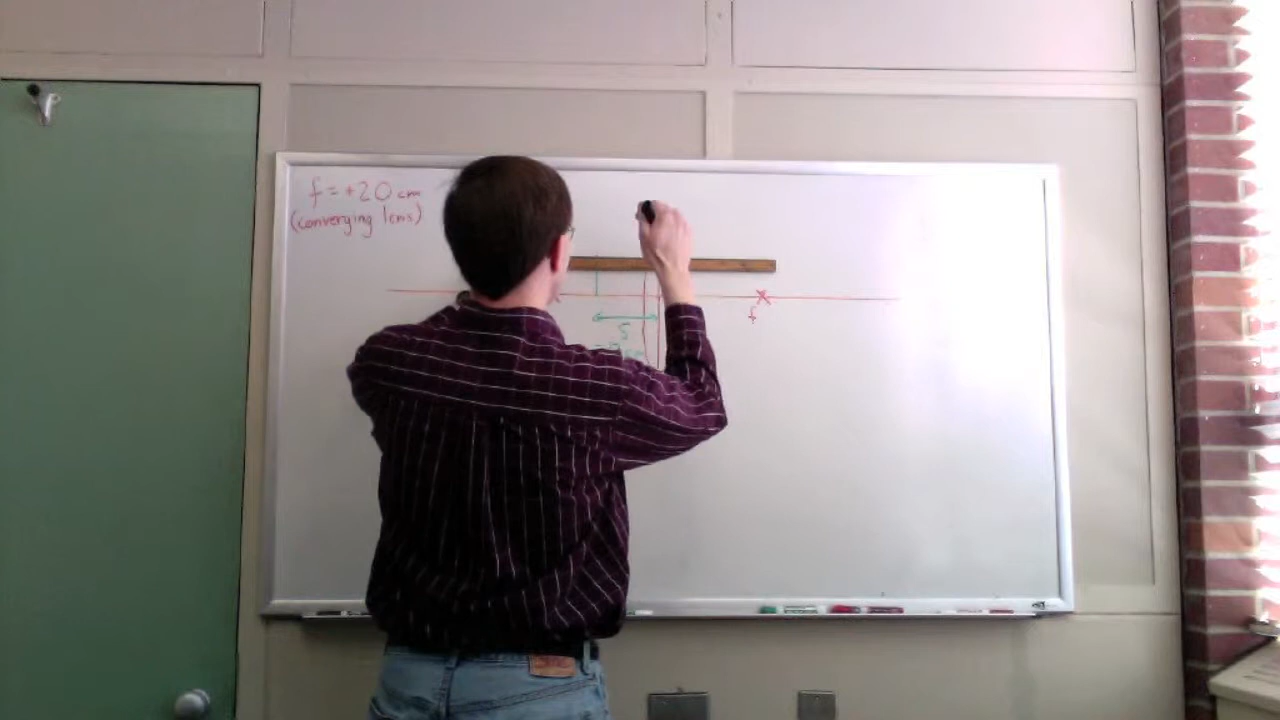 f = +20 cm
(converging lens)
f
S